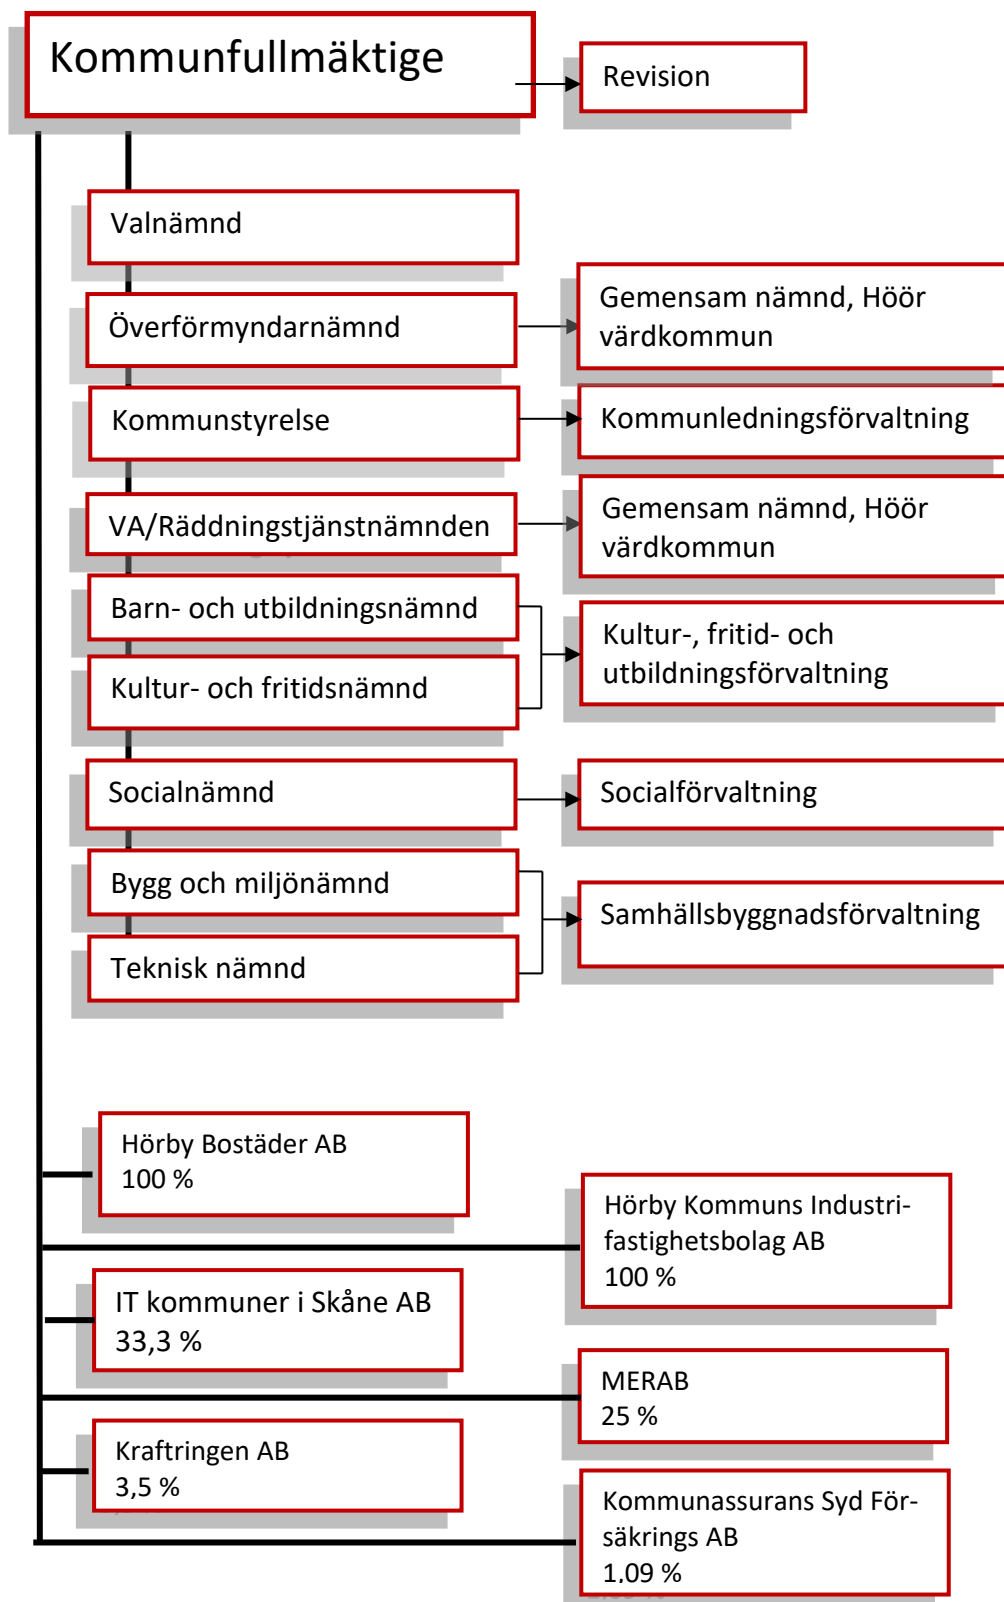 Kommunfullmäktige
Revision
Valnämnd
Överförmyndarnämnd
Gemensam nämnd, Höör
värdkommun
Kommunstyrelse
Kommunledningsförvaltning
VA/Räddningstjänstnämnden
Gemensam nämnd, Höör
värdkommun
Barn- och utbildningsnämnd
Kultur- och fritidsnämnd
Kultur-, fritid- och
utbildningsförvaltning
Socialnämnd
Socialförvaltning
Bygg och miljönämnd
Teknisk nämnd
Samhällsbyggnadsförvaltning
Hörby Bostäder AB
100 %
Hörby Kommuns Industri-
fastighetsbolag AB
100 %
IT kommuner i Skåne AB
33,3 %
MERAB
25 %
Kraftringen AB
3,5 %
Kommunassurans Syd För-
säkrings AB
1,09 %